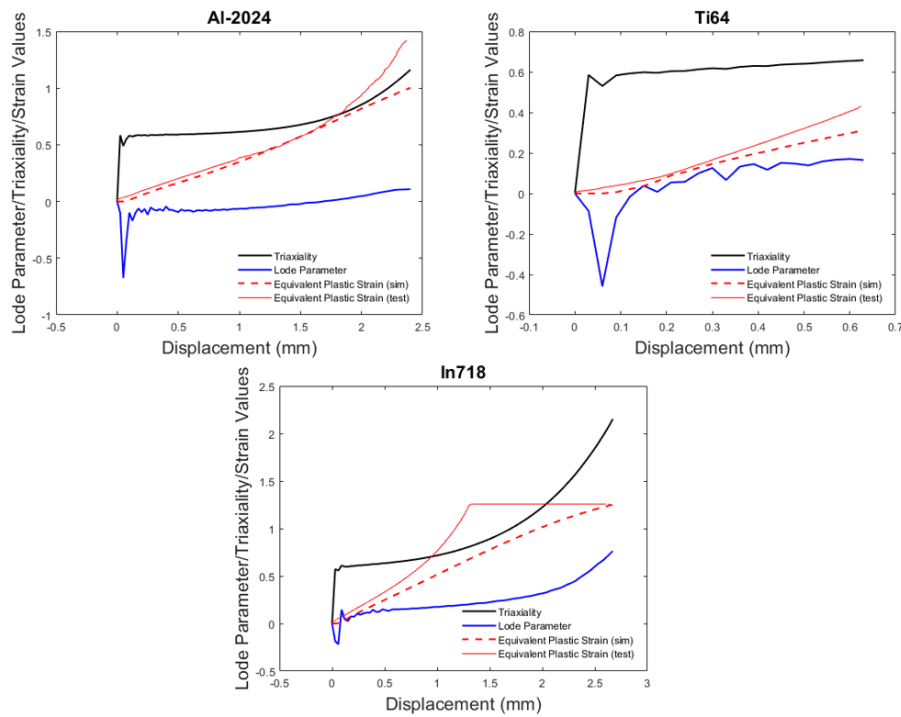 Al-2024
Lode Parameter/Triaxiality/Strain Values
1.5
1
0.5
0
-0.5
-1
Triaxiality
Lode Parameter
Equivalent Plastic Strain (sim)
Equivalent Plastic Strain (test)
-0.5 0 0.5 1 1.5 2 2.5
Displacement (mm)
Ti64
Lode Parameter/Triaxiality/Strain Values
0.8
0.6
0.4
0.2
0
-0.2
-0.4
-0.6
Triaxiality
Lode Parameter
Equivalent Plastic Strain (sim)
Equivalent Plastic Strain (test)
-0.1 0 0.1 0.2 0.3 0.4 0.5 0.6 0.7
Displacement (mm)
In718
Lode Parameter/Triaxiality/Strain Values
2.5
2
1.5
1
0.5
0
-0.5
Triaxiality
Lode Parameter
Equivalent Plastic Strain (sim)
Equivalent Plastic Strain (test)
-0.5 0 0.5 1 1.5 2 2.5 3
Displacement (mm)